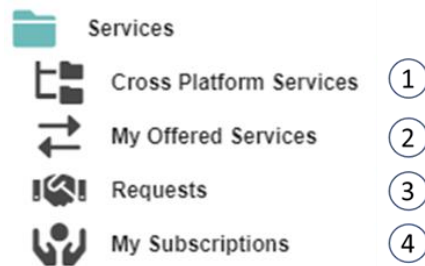 Services
Cross Platform Services 1
My Offered Services 2
Requests 3
My Subscriptions 4